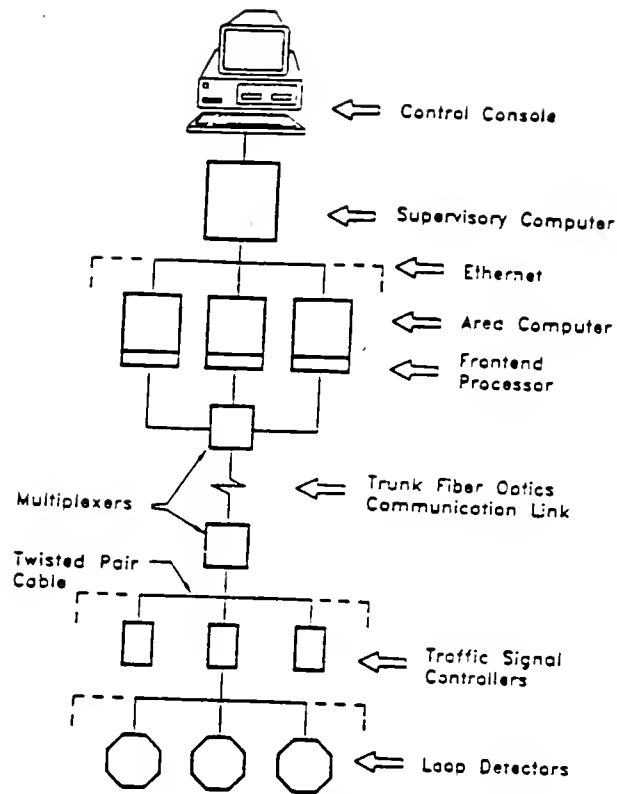 Control Console
Supervisory Computer
Ethernet
Area Computer
Frontend
Processor
Trunk Fiber Optics
Communication Link
Multiplexers
Twisted Pair
Cable
Traffic Signal
Controllers
Loop Detectors